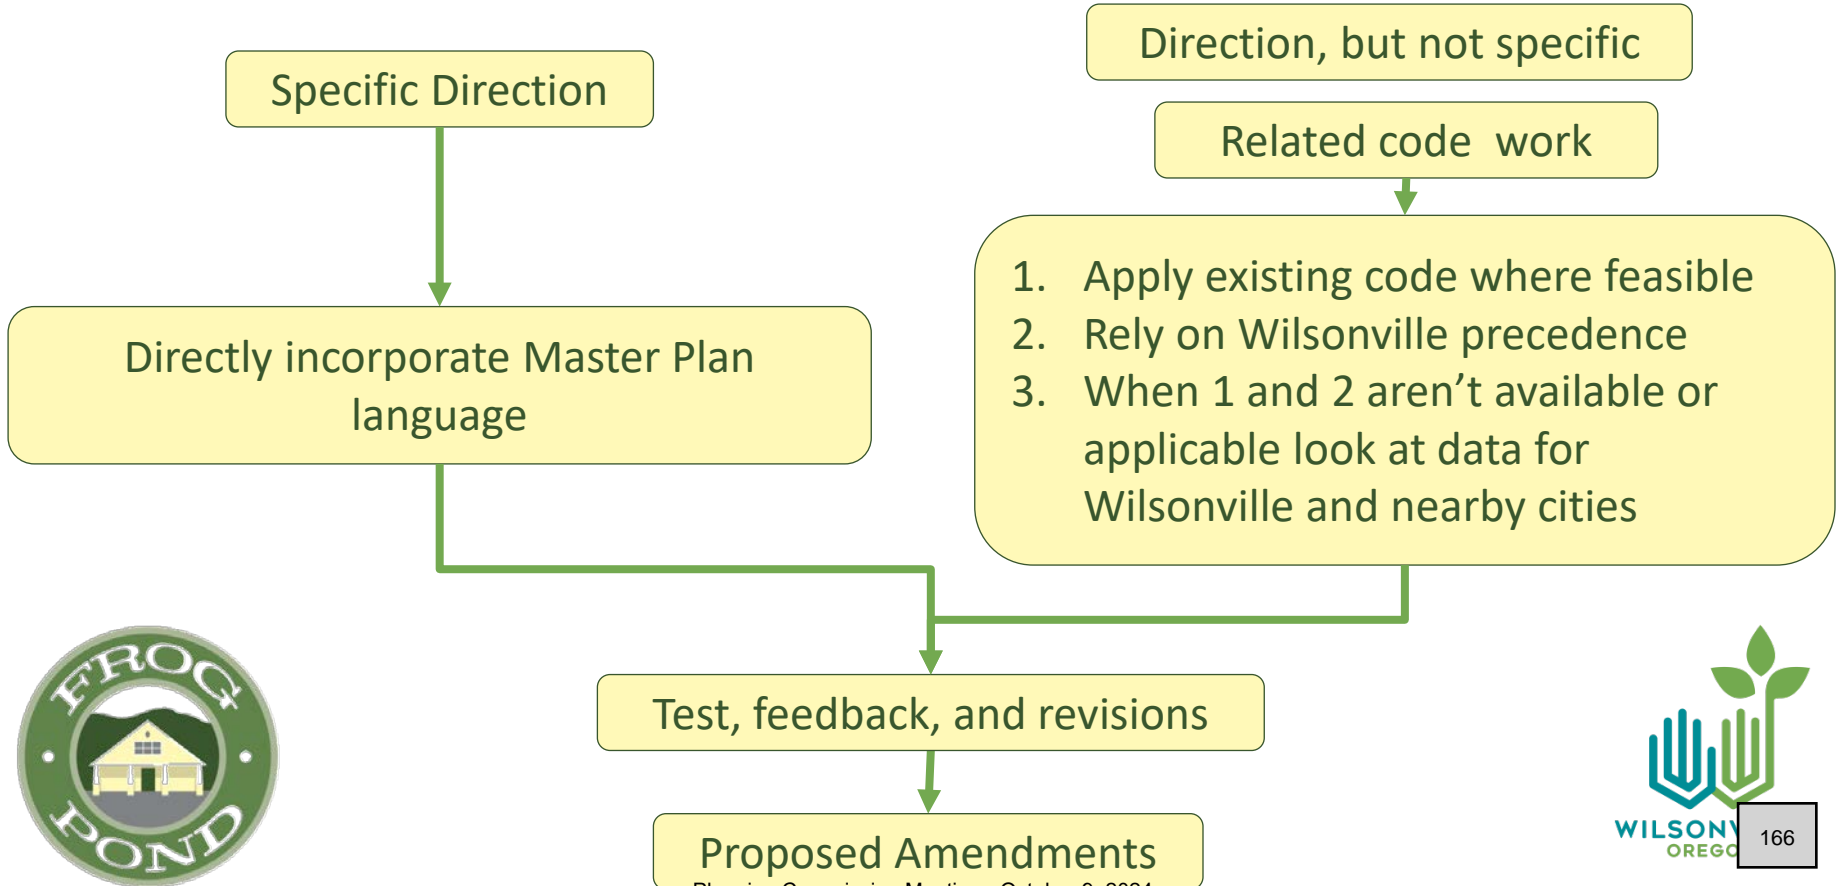 Specific Direction
Direction, but not specific
Related code work
Directly incorporate Master Plan
language
1. Apply existing code where feasible
2. Rely on Wilsonville precedence
3. When 1 and 2 aren’t available or
applicable look at data for
Wilsonville and nearby cities
Test, feedback, and revisions
Proposed Amendments
FROG
POND
166